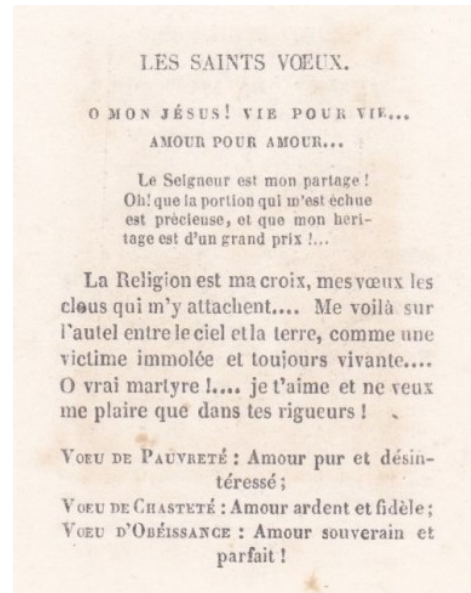 LES SAINTS VŒUX.
O MON JÉSUS! VIE POUR VIE...
AMOUR POUR AMOUR...
Le Seigneur est mon partage !
Oh! que la portion qui m'est échue
est précieuse, et que mon heri-
tage est d'un grand prix !...
La Religion est ma croix, mes vœux les
clous qui m'y attachent.... Me voilà sur
l'autel entre le ciel et la terre, comme une
victime immolée et toujours vivante....
O vrai martyre !.... je t'aime et ne veux
me plaire que dans tes rigueurs !
VOEU DE PAUVRETÉ : Amour pur et désin-
téressé ;
VOEU DE CHASTETÉ : Amour ardent et fidèle ;
VOEU D'OBÉISSANCE : Amour souverain et
parfait !